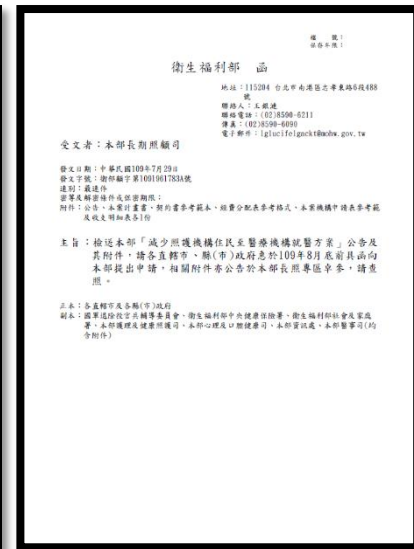 檔　　號：
保存年限：
衛生福利部　函
地址：115204 台北市南港區忠孝東路6段488
號
聯絡人：王銀連
聯絡電話：(02)8590-6211
傳真：(02)8590-6090
電子郵件：@mohw.gov.tw
受文者：本部長期照顧司
發文日期：中華民國109年7月29日
發文字號：衛部顧字第1091961783A號
速別：最速件
密等及解密條件或保密期限：
附件：公告、本案計畫書、契約書參考範本、經費分配表參考格式、本案機構申請表參考範
及收支明細表各1份
主旨：檢送本部「減少照護機構住民至醫療機構就醫方案」公告及
其附件，請各直轄市、縣(市)政府惠於109年8月底前具函向
本部提出申請，相關附件亦公告於本部長照專區卓參，請查
照。
正本：各直轄市及各縣(市)政府
副本：國軍退除役官兵輔導委員會、衛生福利部中央健康保險署、衛生福利部社會及家庭
署、本部護理及健康照護司、本部心理及口腔健康司、本部資訊處、本部醫事司(均
含附件)